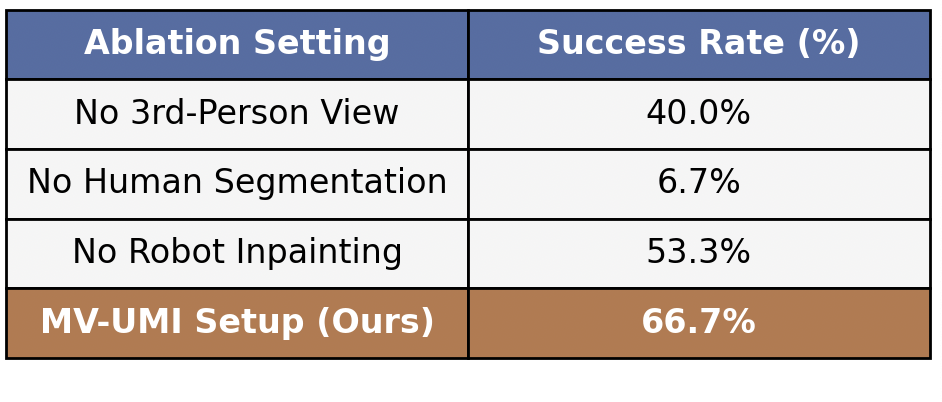 Ablation Setting Success Rate (%)
No 3rd-Person View 40.0%
No Human Segmentation 6.7%
No Robot Inpainting 53.3%
MV-UMI Setup (Ours) 66.7%